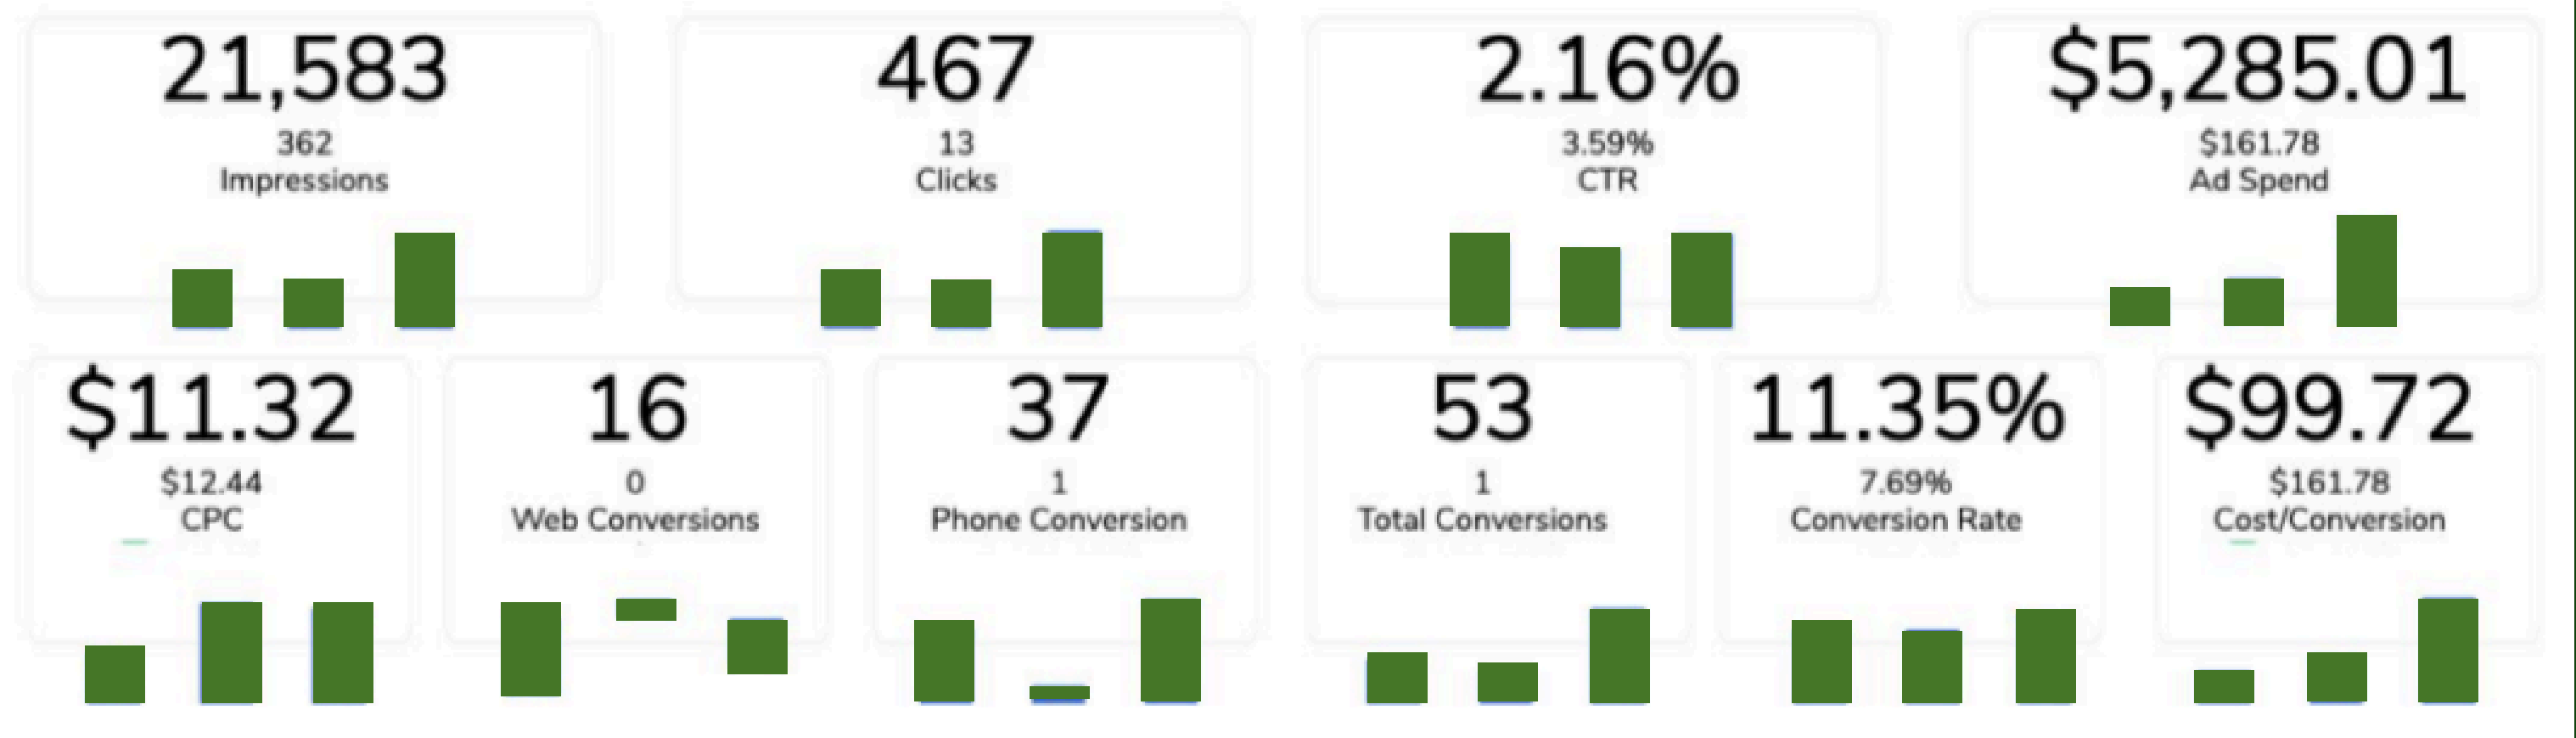 21,583
362
Impressions
467
13
Clicks
2.16%
3.59%
CTR
$5,285.01
$161.78
Ad Spend
$11.32
$12.44
CPC
16
0
Web Conversions
37
1
Phone Conversion
53
1
Total Conversions
11.35%
7.69%
Conversion Rate
$99.72
$161.78
Cost/Conversion